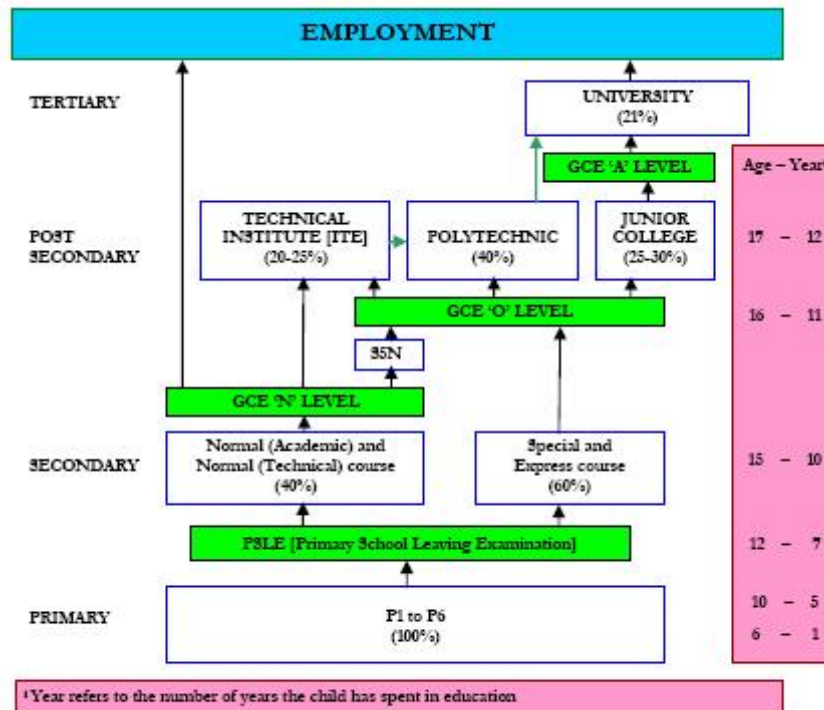 EMPLOYMENT
TERTIARY
UNIVERSITY
(21%)
GCE 'A' LEVEL
Age – Year¹
POST
SECONDARY
TECHNICAL
INSTITUTE [ITE]
(20-25%)
POLYTECHNIC
(40%)
JUNIOR
COLLEGE
(25-30%)
17 – 12
GCE 'O' LEVEL
16 – 11
S5N
GCE 'N' LEVEL
SECONDARY
Normal (Academic) and
Normal (Technical) course
(40%)
Special and
Express course
(60%)
15 – 10
PSLE [Primary School Leaving Examination]
12 – 7
PRIMARY
P1 to P6
(100%)
10 – 5
6 – 1
¹Year refers to the number of years the child has spent in education